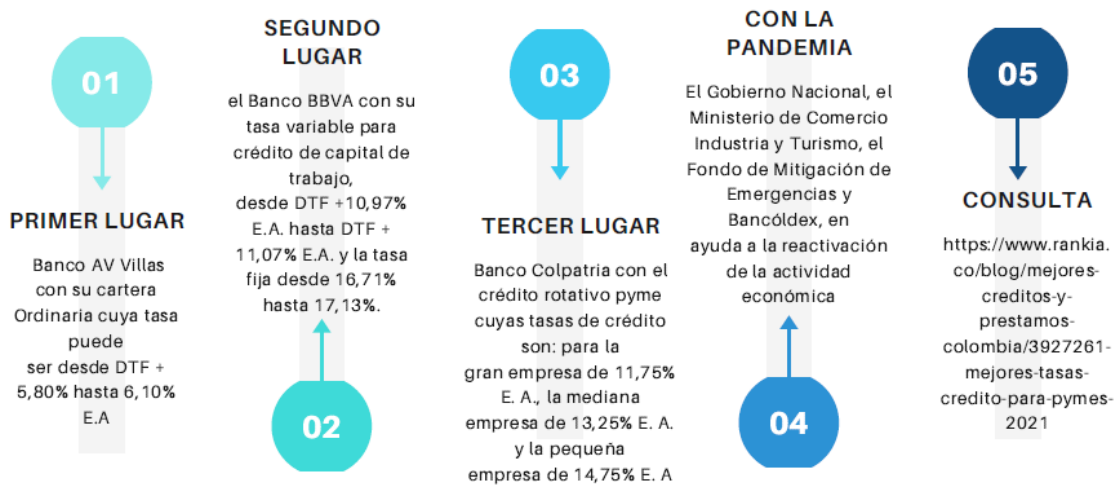 01
PRIMER LUGAR
Banco AV Villas
con su cartera
Ordinaria cuya tasa
puede
ser desde DTF +
5,80% hasta 6,10%
E.A
SEGUNDO
LUGAR
el Banco BBVA con su
tasa variable para
crédito de capital de
trabajo,
desde DTF +10,97%
E.A. hasta DTF +
11,07% E.A. y la tasa
fija desde 16,71%
hasta 17,13%.
02
03
TERCER LUGAR
Banco Colpatria con el
crédito rotativo pyme
cuyas tasas de crédito
son: para la
gran empresa de 11,75%
E. A., la mediana
empresa de 13,25% E. A.
y la pequeña
empresa de 14,75% E. A
CON LA
PANDEMIA
El Gobierno Nacional, el
Ministerio de Comercio
Industria y Turismo, el
Fondo de Mitigación de
Emergencias y
Bancóldex, en
ayuda a la reactivación
de la actividad
económica
04
05
CONSULTA
https://www.rankia.
co/blog/mejores-
creditos-y-
prestamos-
colombia/3927261-
mejores-tasas-
credito-para-pymes-
2021